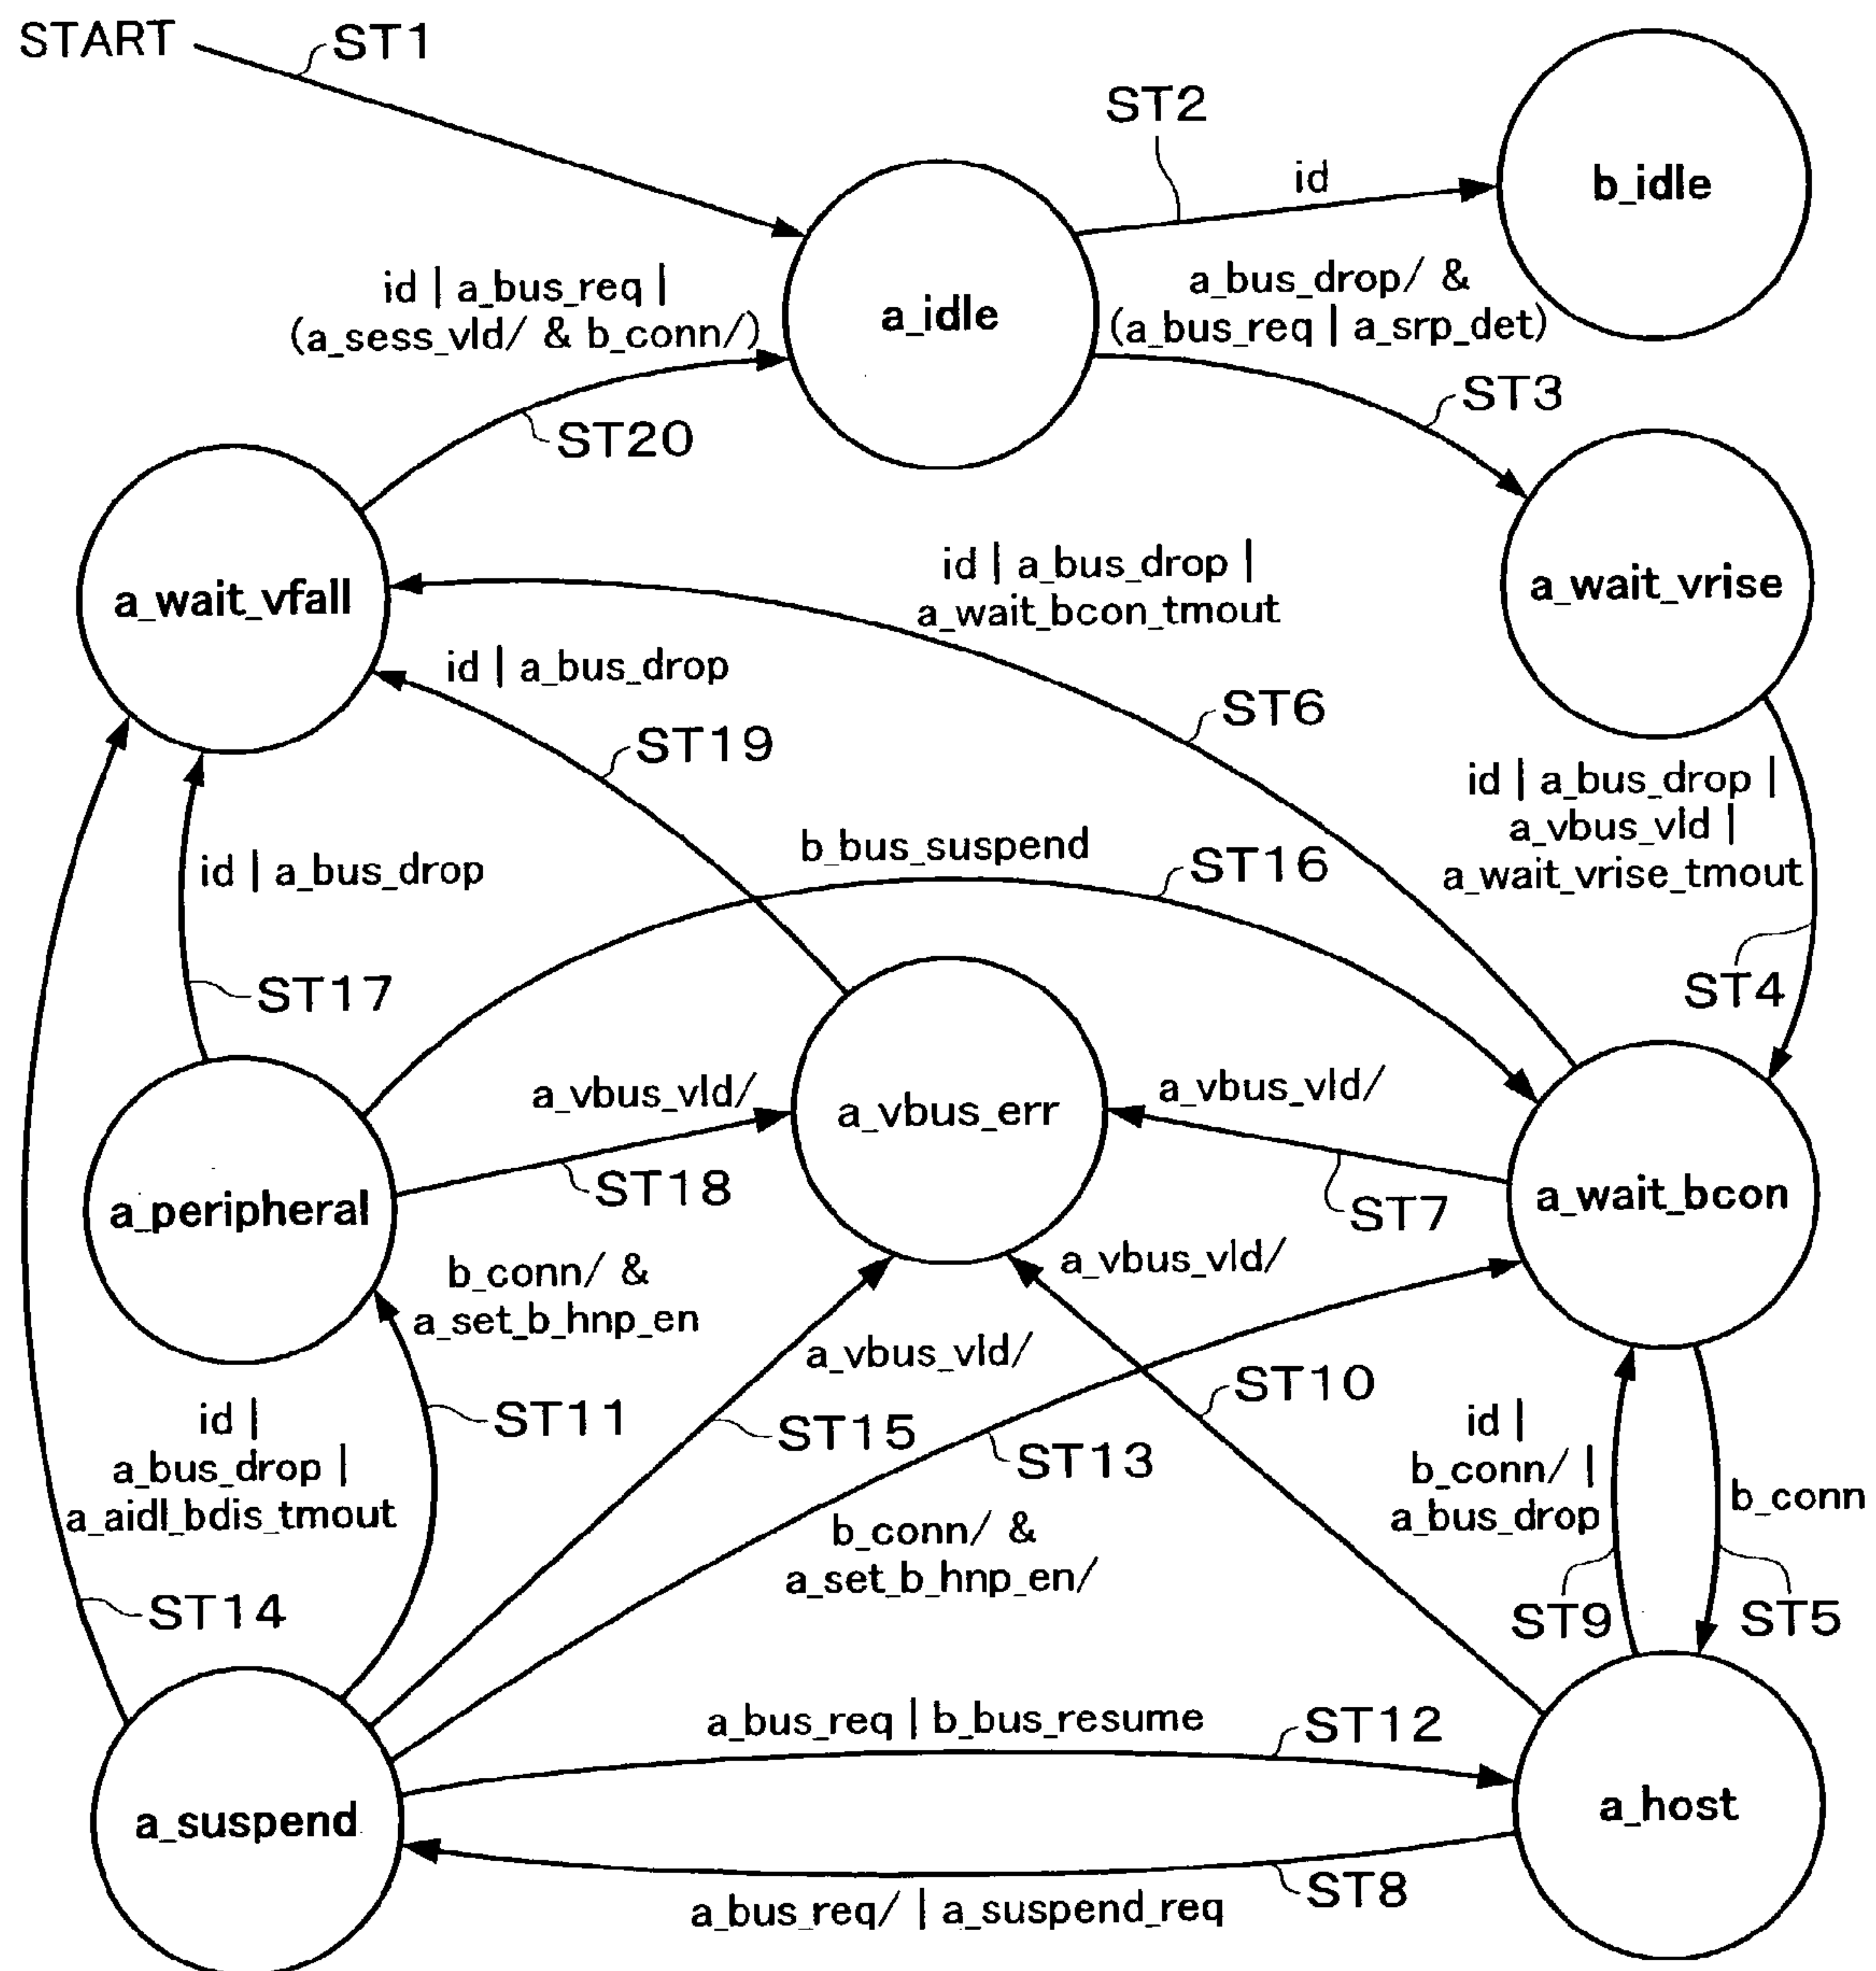 START
ST1
ST2
id
b_idle
a_idle
id | a_bus_req |
(a_sess_vld/ & b_conn/)
a_bus_drop/ &
(a_bus_req | a_srp_det)
ST3
ST20
a_wait_vfall
a_wait_vrise
id | a_bus_drop |
a_wait_bcon_tmout
id | a_bus_drop
ST6
ST19
id | a_bus_drop |
a_vbus_vld |
a_wait_vrise_tmout
b_bus_suspend
ST16
id | a_bus_drop
ST17
ST4
a_vbus_vld/
a_vbus_err
a_vbus_vld/
ST18
ST7
a_peripheral
a_wait_bcon
b_conn/ &
a_set_b_hnp_en
a_vbus_vld/
a_vbus_vld/
ST10
ST11
ST15
ST13
id |
a_bus_drop |
a_aidl_bdis_tmout
id |
b_conn/ |
a_bus_drop
b_conn
b_conn/ &
a_set_b_hnp_en/
ST14
ST9
ST5
a_bus_req | b_bus_resume
ST12
a_suspend
a_host
ST8
a_bus_req/ | a_suspend_req